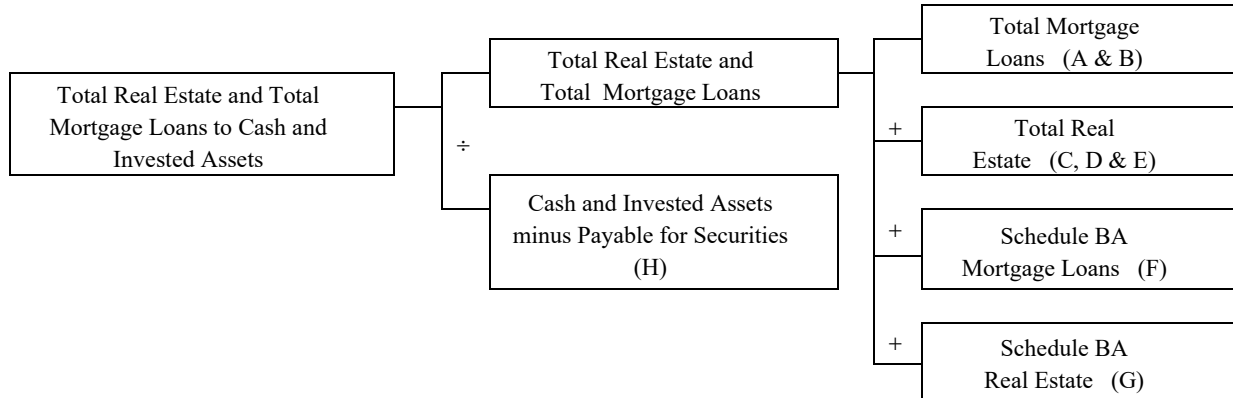 Total Real Estate and Total
Mortgage Loans to Cash and
Invested Assets
÷
Total Real Estate and
Total Mortgage Loans
Cash and Invested Assets
minus Payable for Securities
(H)
Total Mortgage
Loans (A & B)
+
Total Real
Estate (C, D & E)
+
Schedule BA
Mortgage Loans (F)
+
Schedule BA
Real Estate (G)